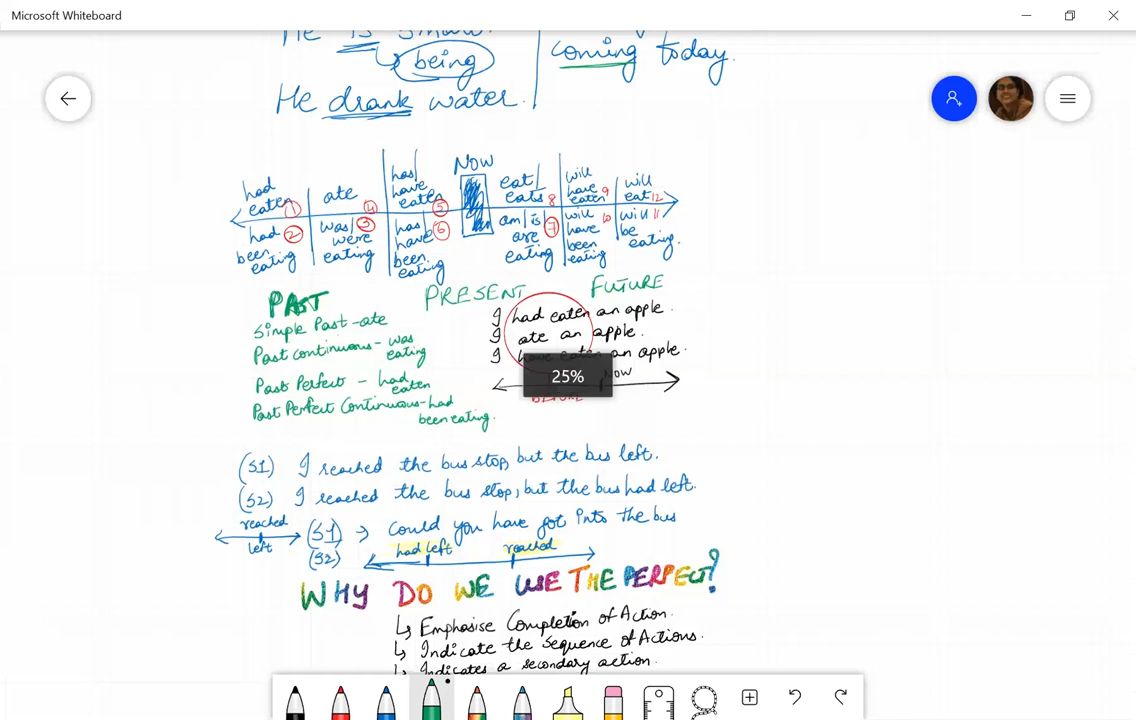 Microsoft Whiteboard
He is
being
coming today.
He drank water.
NOW
had eaten 1
ate 4
has/ have eaten 5
eat/ eats 8
will have eaten 9
will eat 12
had been eating 2
was/ were eating 3
has/ have been eating 6
am/is/ are eating 7
will have been eating 10
will be eating. 11
PAST
PRESENT
FUTURE
Simple Past - ate
Past continuous - was eating
Past Perfect - had eaten
Past Perfect Continuous - had been eating.
I had eaten an apple.
I ate an apple.
I have eaten an apple.
NOW
25%
(S1) I reached the bus stop, but the bus left.
(S2) I reached the bus stop, but the bus had left.
reached
left
(S1) → Could you have got into the bus
(S2)
had left
reached
WHY DO WE USE THE PERFECT?
↳ Emphasise Completion of Action.
↳ Indicate the Sequence of Actions.
↳ Indicates a secondary action.